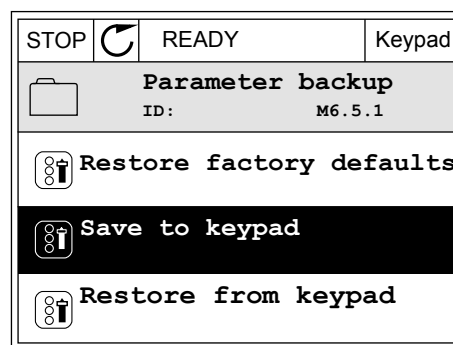 STOP READY Keypad
Parameter backup
ID: M6.5.1
Restore factory defaults
Save to keypad
Restore from keypad